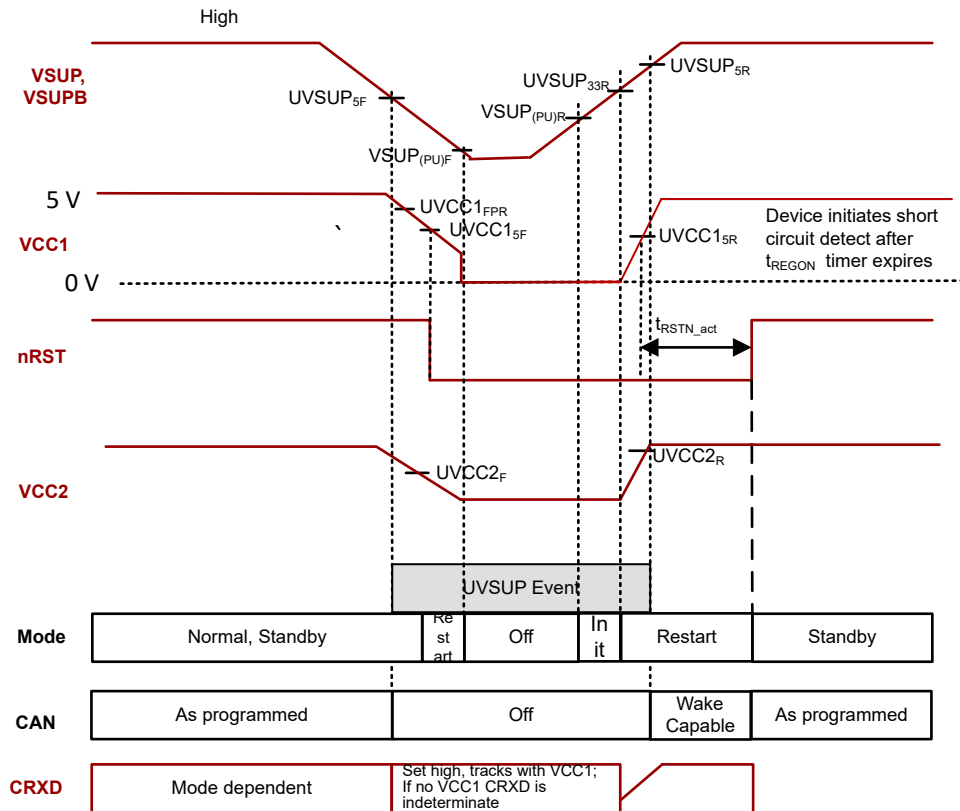 High
VSUP,
VSUPB
UVSUP5F
VSUP(PU)F
VSUP(PU)R
UVSUP33R
UVSUP5R
5 V
VCC1
0 V
UVCC1FPR
UVCC15F
`
UVCC15R
Device initiates short
circuit detect after
tREGON timer expires
nRST
tRSTN_act
VCC2
UVCC2F
UVCC2R
UVSUP Event
Mode
Normal, Standby
Re
st
art
Off
In
it
Restart
Standby
CAN
As programmed
Off
Wake
Capable
As programmed
CRXD
Mode dependent
Set high, tracks with VCC1;
If no VCC1 CRXD is
indeterminate